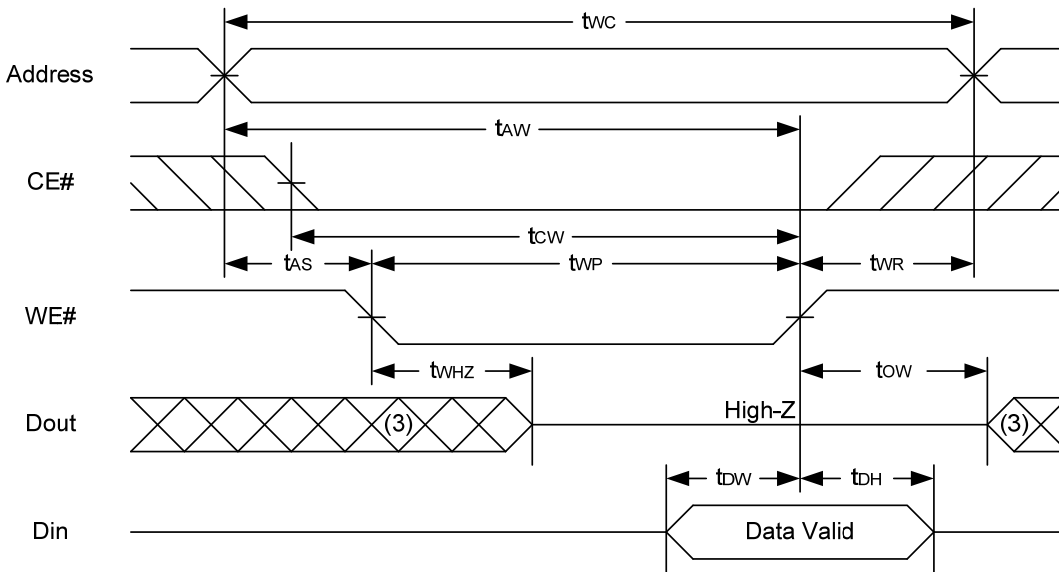 tWC
Address
tAW
CE#
tCW
tAS tWP tWR
WE#
tWHZ tOW
Dout (3) High-Z (3)
tDW tDH
Din Data Valid